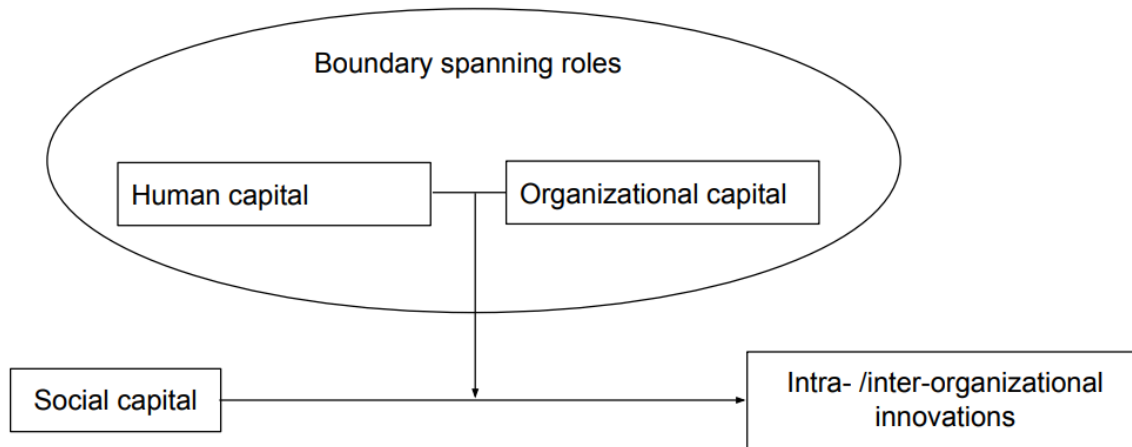 Boundary spanning roles
Human capital
Organizational capital
Social capital
Intra- /inter-organizational
innovations